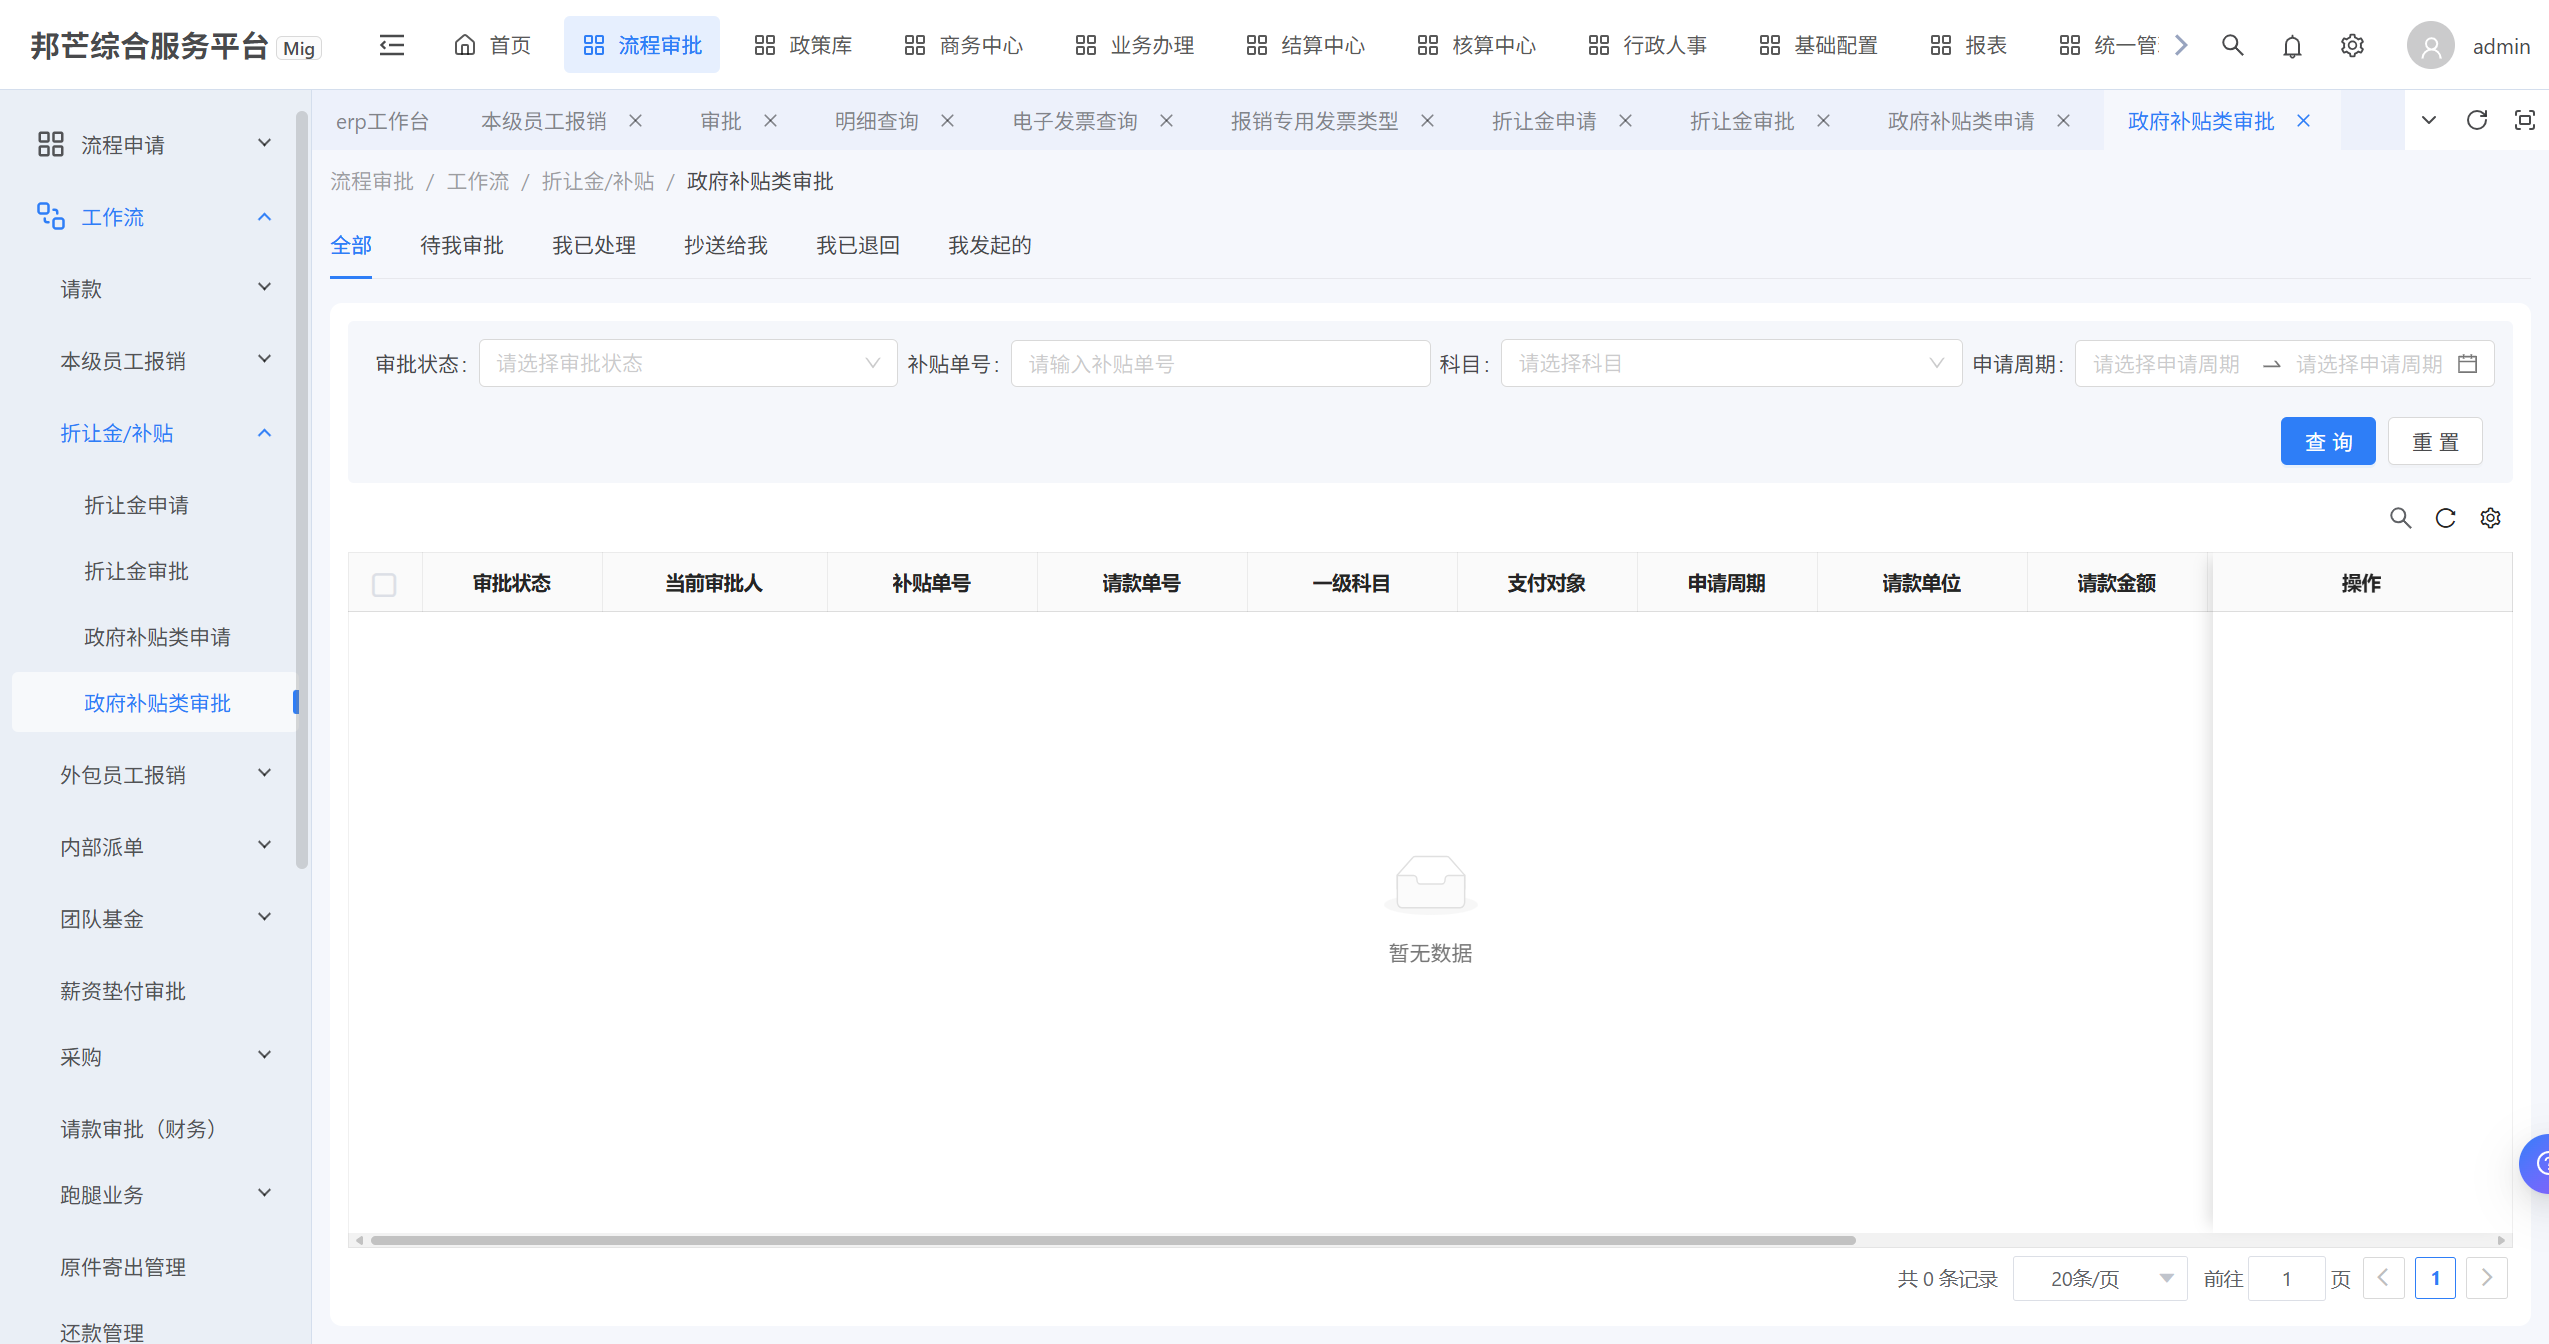 邦芒综合服务平台 Mig 首页 流程审批 政策库 商务中心 业务办理 结算中心 核算中心 行政人事 基础配置 报表 统一管 admin
erp工作台 本级员工报销 审批 明细查询 电子发票查询 报销专用发票类型 折让金申请 折让金审批 政府补贴类申请 政府补贴类审批
流程申请
工作流
请款
本级员工报销
折让金/补贴
折让金申请
折让金审批
政府补贴类申请
政府补贴类审批
外包员工报销
内部派单
团队基金
薪资垫付审批
采购
请款审批（财务）
跑腿业务
原件寄出管理
还款管理
流程审批 / 工作流 / 折让金/补贴 / 政府补贴类审批
全部 待我审批 我已处理 抄送给我 我已退回 我发起的
审批状态: 请选择审批状态 补贴单号: 请输入补贴单号 科目: 请选择科目 申请周期: 请选择申请周期 请选择申请周期
查 询 重 置
审批状态 当前审批人 补贴单号 请款单号 一级科目 支付对象 申请周期 请款单位 请款金额 操作
暂无数据
共 0 条记录 20条/页 前往 1 页 1